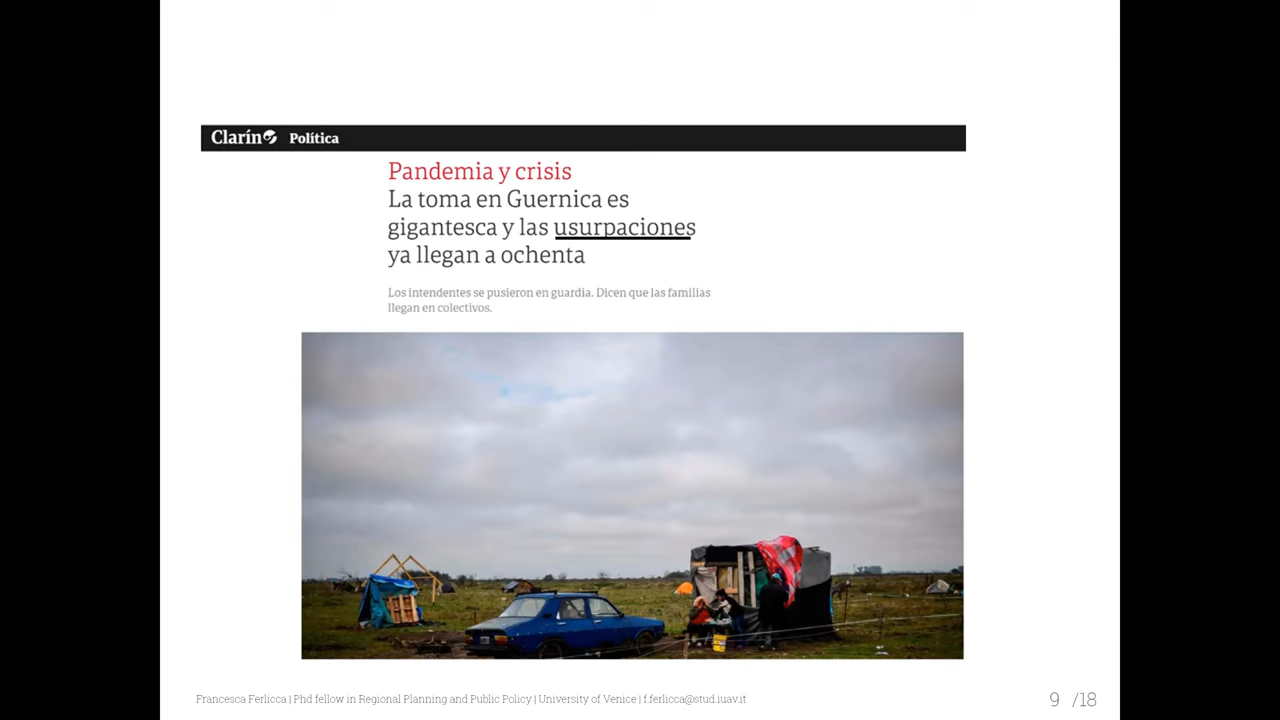 Clarín Política
Pandemia y crisis
La toma en Guernica es
gigantesca y las usurpaciones
ya llegan a ochenta
Los intendentes se pusieron en guardia. Dicen que las familias
llegan en colectivos.
Francesca Ferlicca | Phd fellow in Regional Planning and Public Policy | University of Venice | f.ferlicca@stud.iuav.it
9 /18